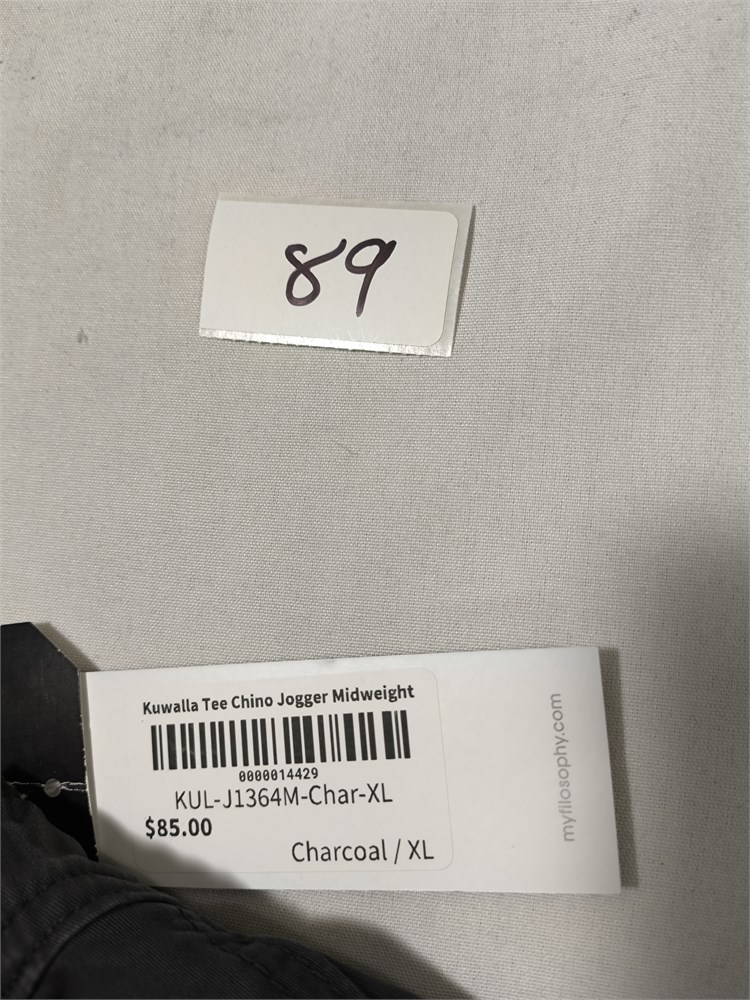 89
Kuwalla Tee Chino Jogger Midweight
0000014429
KUL-J1364M-Char-XL
$85.00
Charcoal / XL
myfilosophy.com